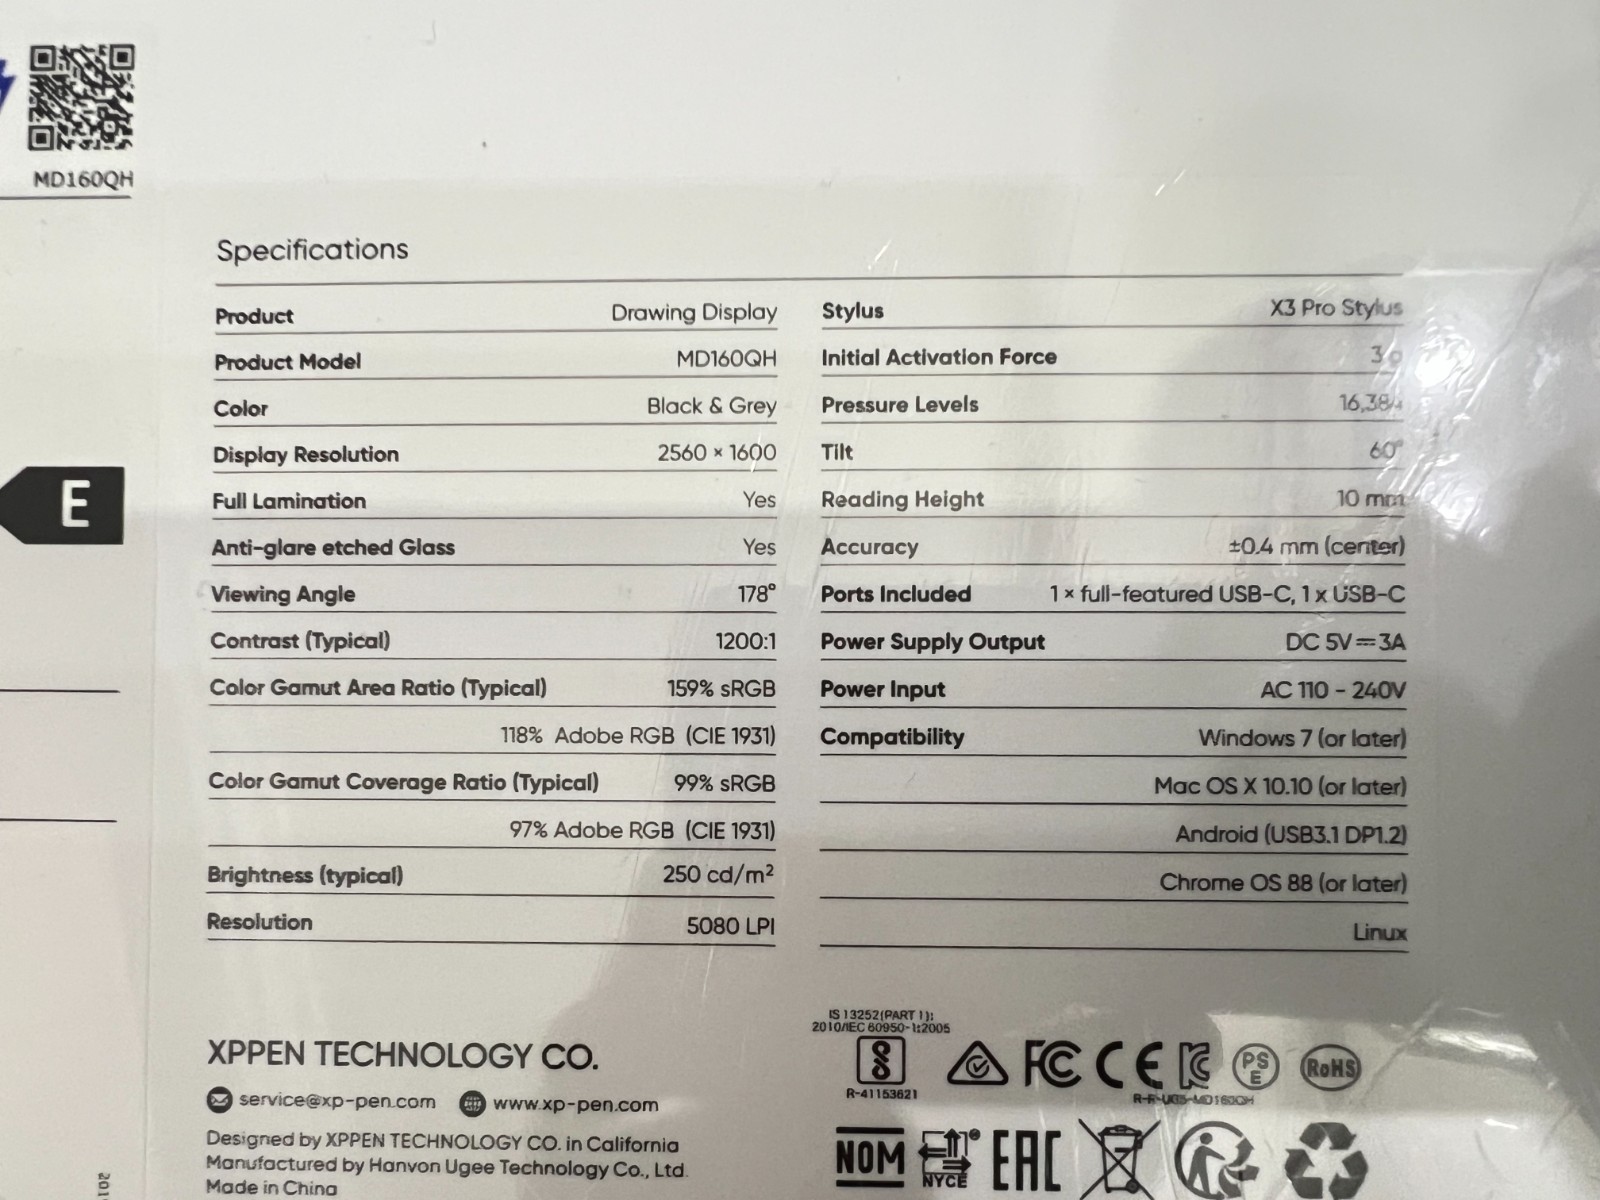 MD160QH
E
Specifications
Product Drawing Display
Product Model MD160QH
Color Black & Grey
Display Resolution 2560 × 1600
Full Lamination Yes
Anti-glare etched Glass Yes
Viewing Angle 178°
Contrast (Typical) 1200:1
Color Gamut Area Ratio (Typical) 159% sRGB
118% Adobe RGB (CIE 1931)
Color Gamut Coverage Ratio (Typical) 99% sRGB
97% Adobe RGB (CIE 1931)
Brightness (typical) 250 cd/m²
Resolution 5080 LPI
Stylus X3 Pro Stylus
Initial Activation Force 3 g
Pressure Levels 16,384
Tilt 60°
Reading Height 10 mm
Accuracy ±0.4 mm (center)
Ports Included 1 × full-featured USB-C, 1 x USB-C
Power Supply Output DC 5V⎓3A
Power Input AC 110 - 240V
Compatibility Windows 7 (or later)
Mac OS X 10.10 (or later)
Android (USB3.1 DP1.2)
Chrome OS 88 (or later)
Linux
XPPEN TECHNOLOGY CO.
service@xp-pen.com www.xp-pen.com
Designed by XPPEN TECHNOLOGY CO. in California
Manufactured by Hanvon Ugee Technology Co., Ltd.
Made in China
IS 13252(PART 1):
2010/IEC 60950-1:2005
R-41153621
FC CE PSE RoHS
R-R-UGS-MD160QH
NOM NYCE EAC